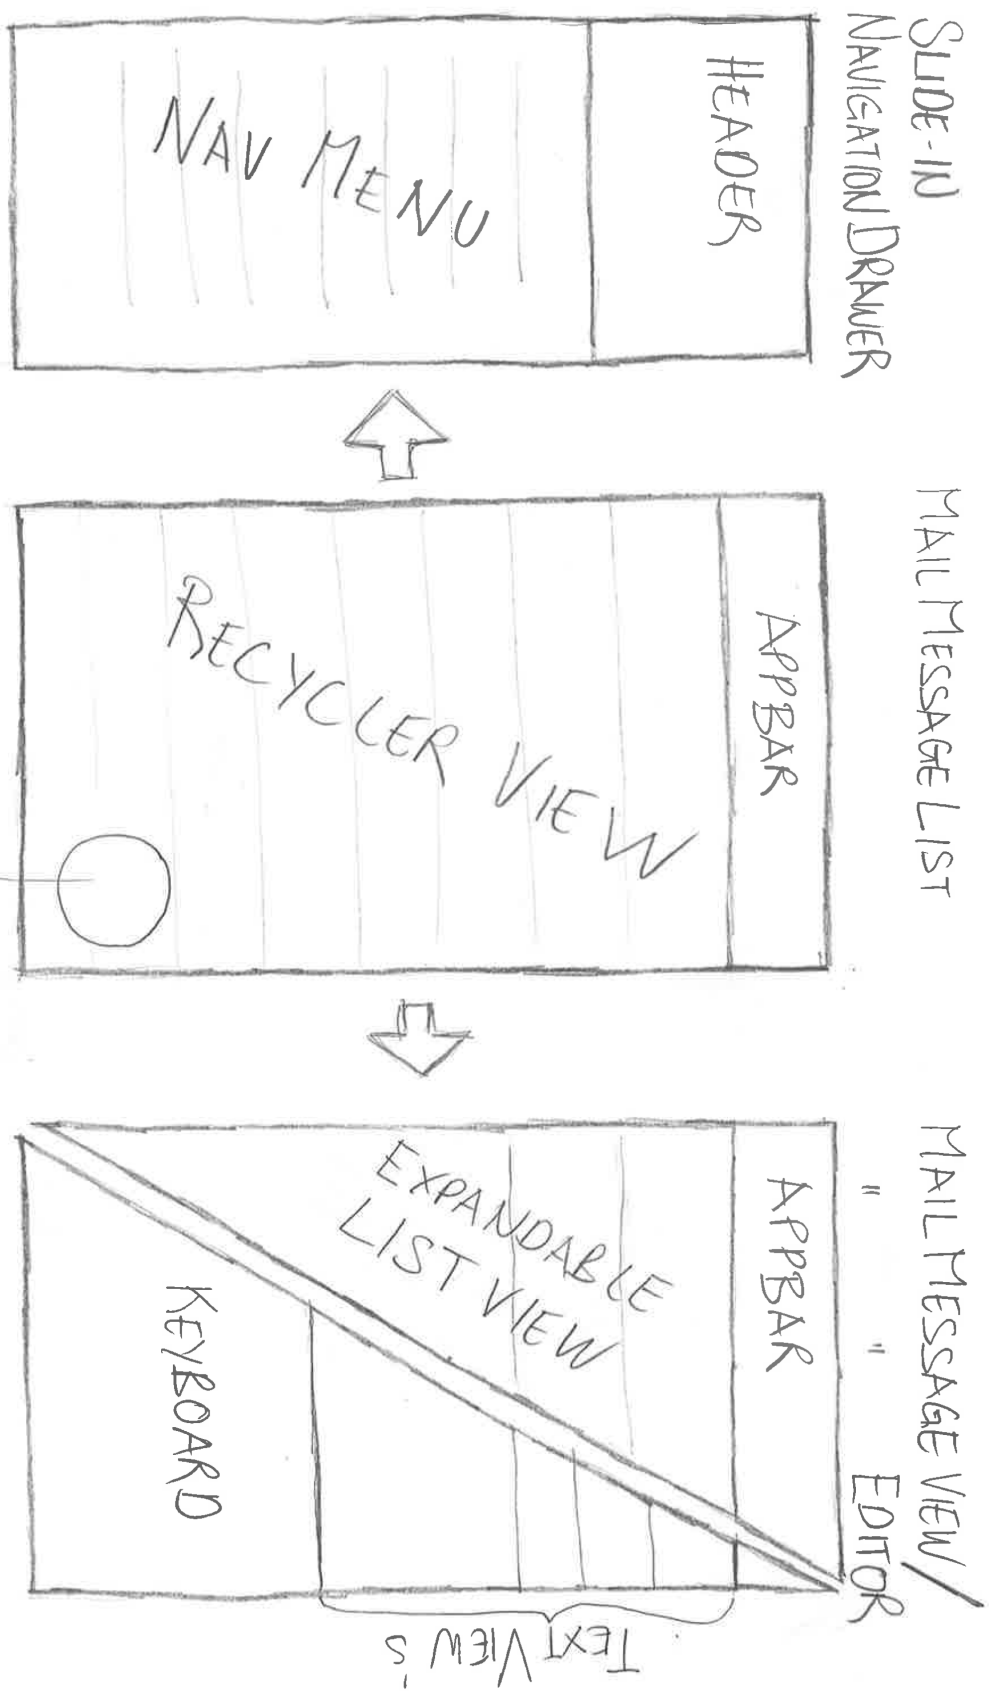 SLIDE-IN
NAVIGATION DRAWER
HEADER
NAV MENU
MAIL MESSAGE LIST
APPBAR
RECYCLER VIEW
MAIL MESSAGE VIEW/
" " EDITOR
APPBAR
EXPANDABLE
LIST VIEW
KEYBOARD
TEXT VIEW'S